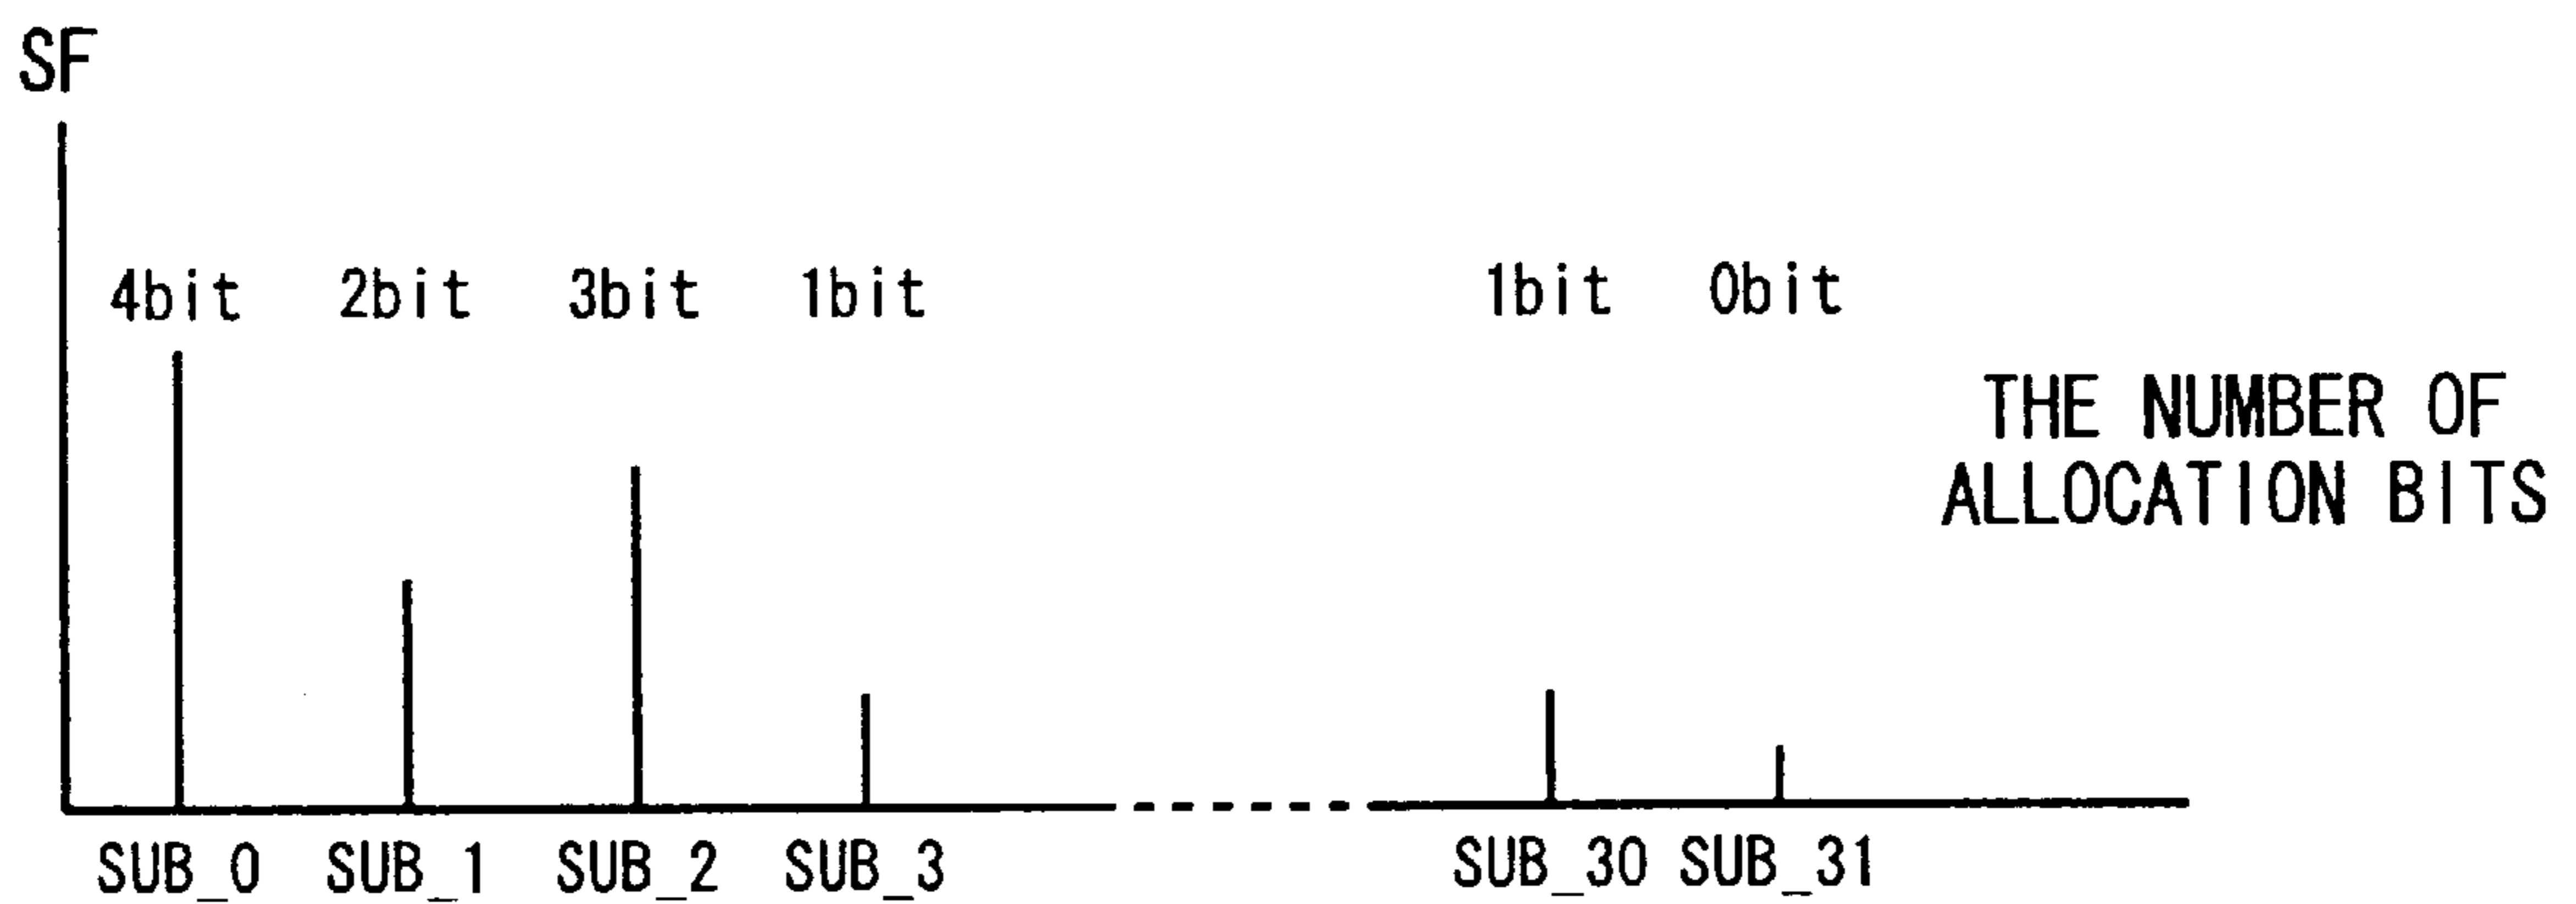 SF
4bit 2bit 3bit 1bit 1bit 0bit
THE NUMBER OF
ALLOCATION BITS
SUB_0 SUB_1 SUB_2 SUB_3 SUB_30 SUB_31